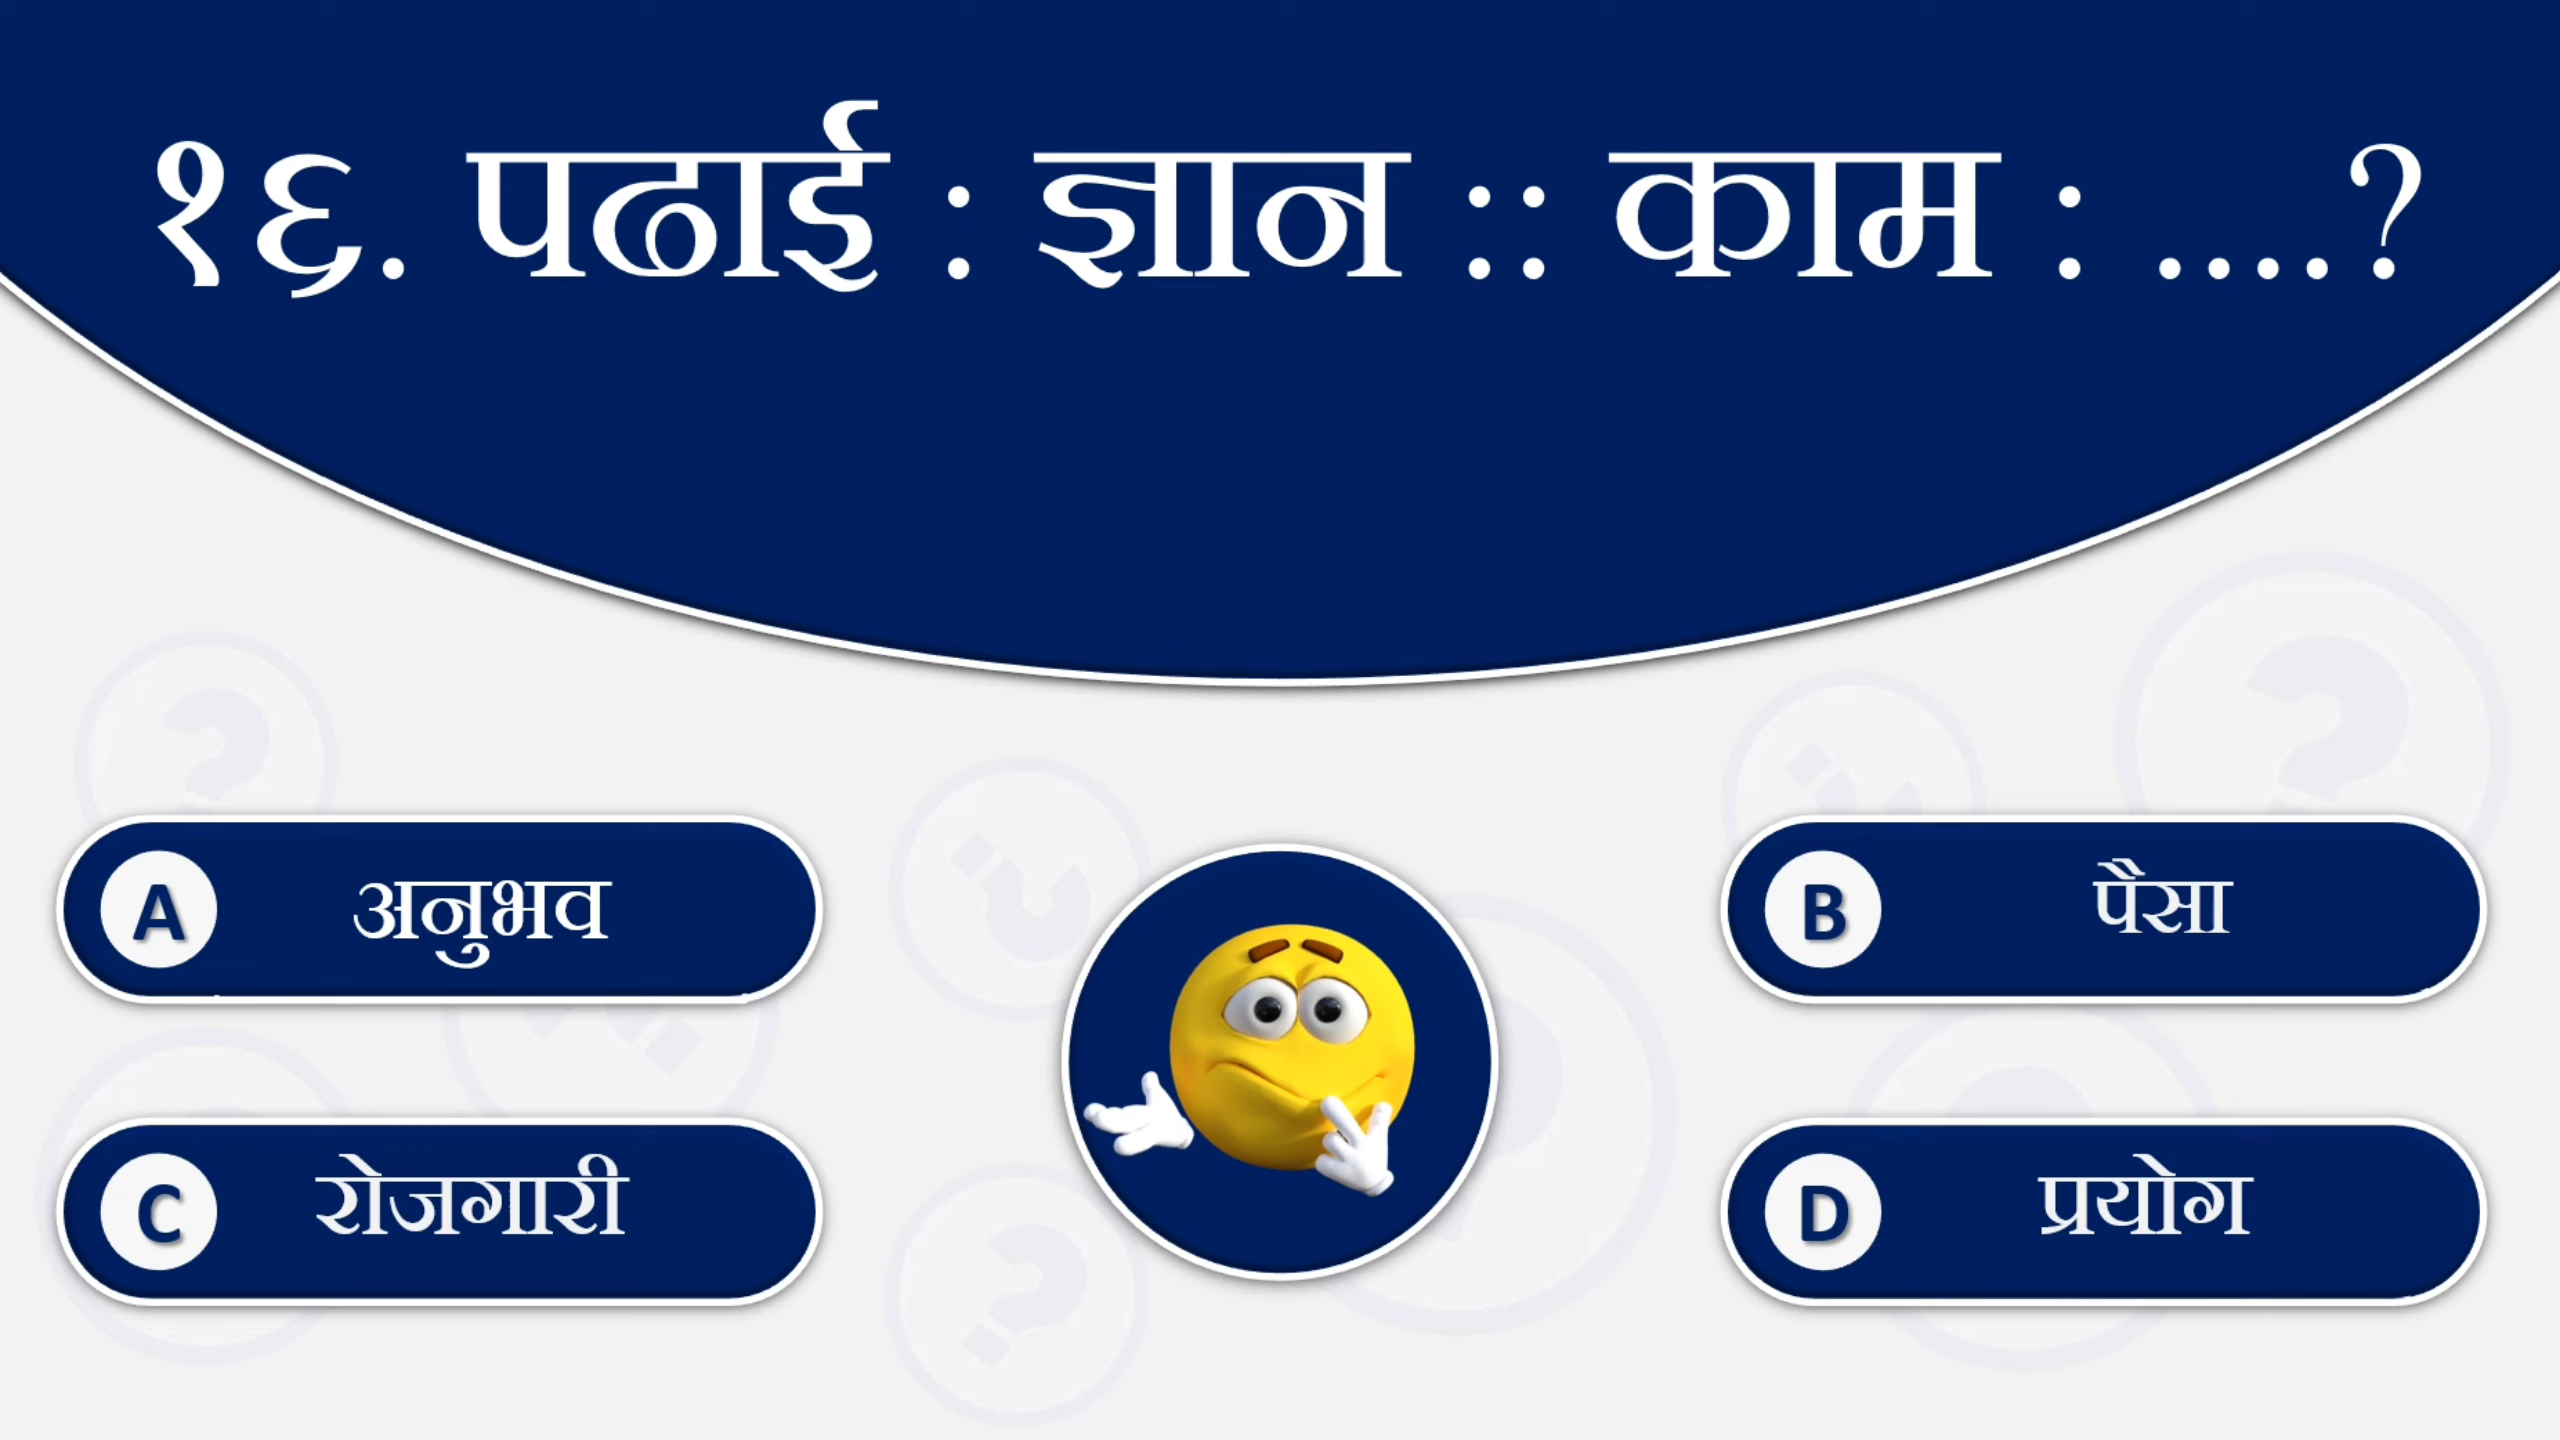 १६. पढाई : ज्ञान :: काम : ....?
A अनुभव
B पैसा
C रोजगारी
D प्रयोग